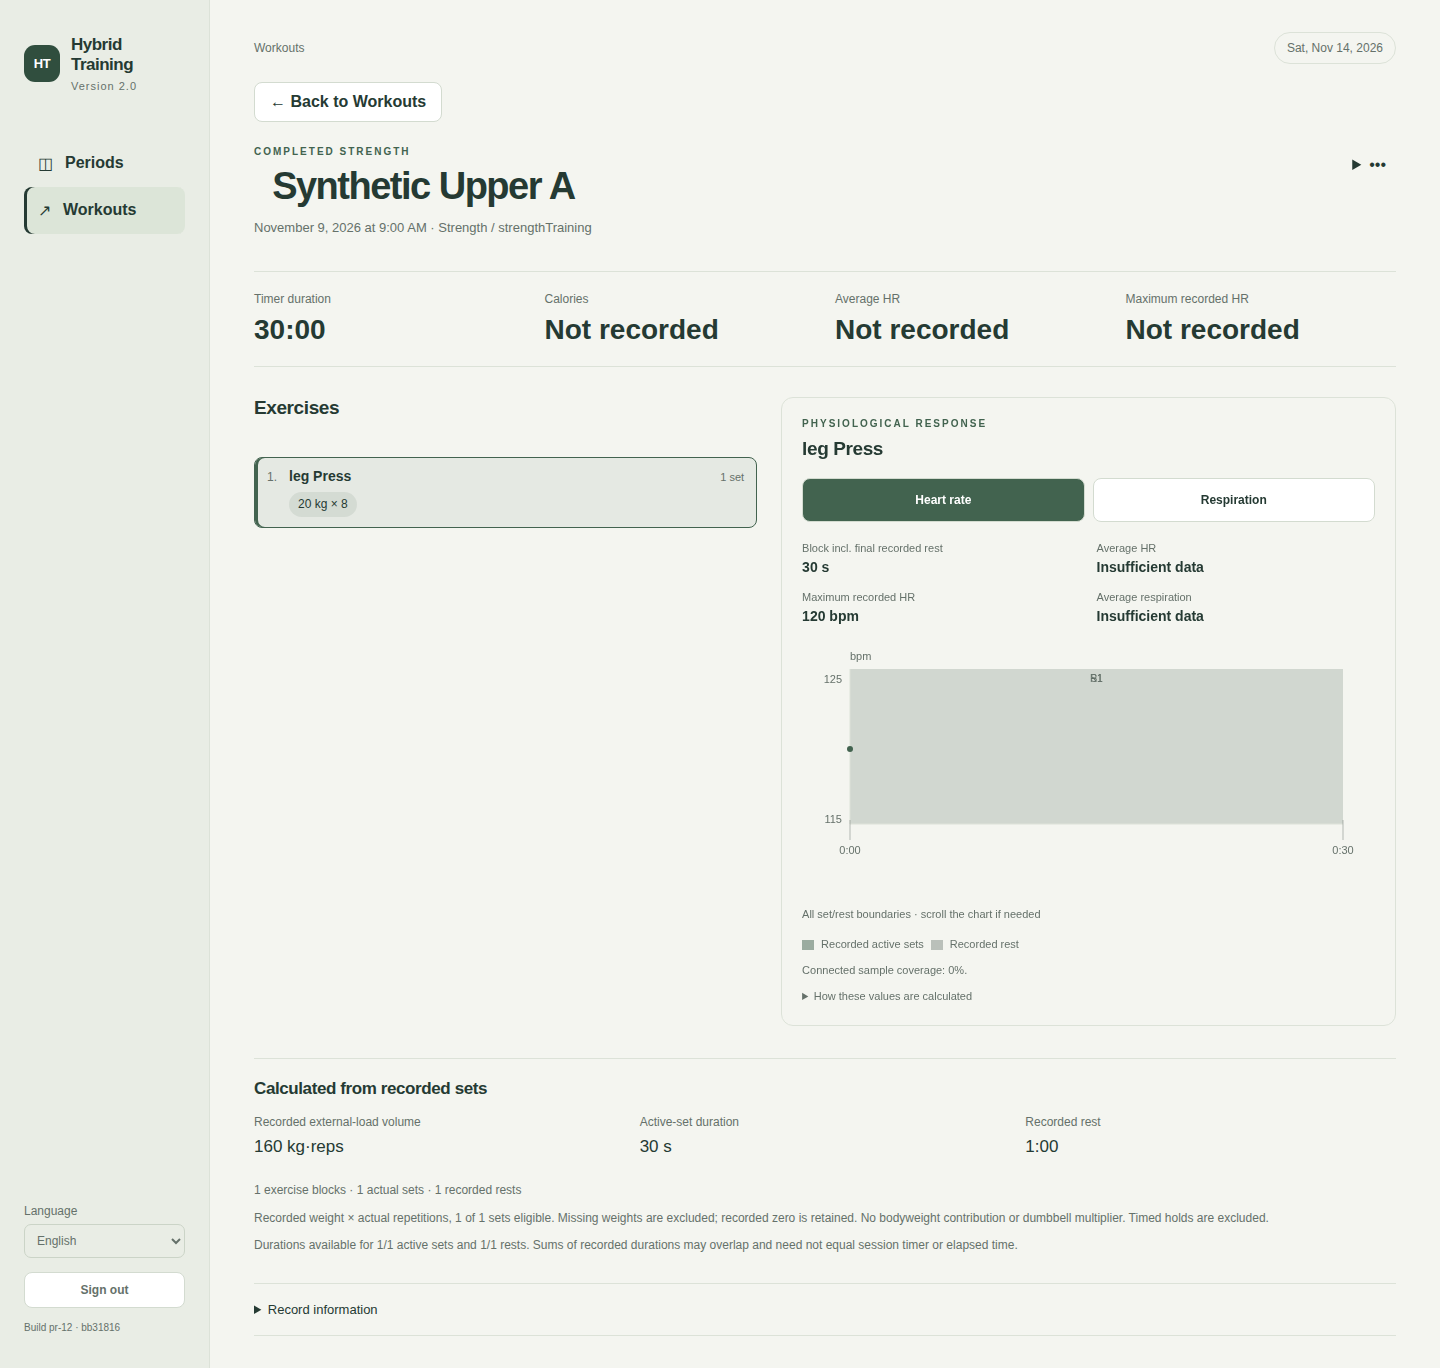 HT
Hybrid
Training
Version 2.0
Periods
Workouts
Language
English
Sign out
Build pr-12 · bb31816
Workouts
Sat, Nov 14, 2026
← Back to Workouts
COMPLETED STRENGTH
Synthetic Upper A
November 9, 2026 at 9:00 AM · Strength / strengthTraining
Timer duration
30:00
Calories
Not recorded
Average HR
Not recorded
Maximum recorded HR
Not recorded
Exercises
1. leg Press
1 set
20 kg × 8
PHYSIOLOGICAL RESPONSE
leg Press
Heart rate
Respiration
Block incl. final recorded rest
30 s
Average HR
Insufficient data
Maximum recorded HR
120 bpm
Average respiration
Insufficient data
bpm
125
115
0:00
0:30
All set/rest boundaries · scroll the chart if needed
Recorded active sets
Recorded rest
Connected sample coverage: 0%.
How these values are calculated
Calculated from recorded sets
Recorded external-load volume
160 kg·reps
Active-set duration
30 s
Recorded rest
1:00
1 exercise blocks · 1 actual sets · 1 recorded rests
Recorded weight × actual repetitions, 1 of 1 sets eligible. Missing weights are excluded; recorded zero is retained. No bodyweight contribution or dumbbell multiplier. Timed holds are excluded.
Durations available for 1/1 active sets and 1/1 rests. Sums of recorded durations may overlap and need not equal session timer or elapsed time.
Record information